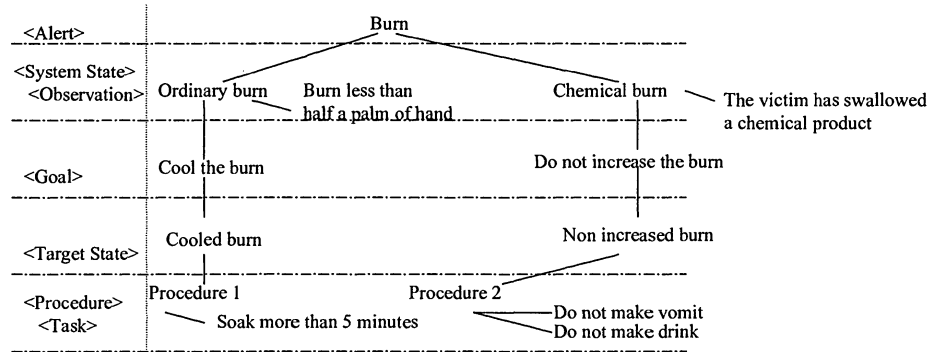 <Alert>
Burn
<System State>
<Observation>
Ordinary burn
Burn less than
half a palm of hand
Chemical burn
The victim has swallowed
a chemical product
<Goal>
Cool the burn
Do not increase the burn
<Target State>
Cooled burn
Non increased burn
<Procedure>
<Task>
Procedure 1
Soak more than 5 minutes
Procedure 2
Do not make vomit
Do not make drink